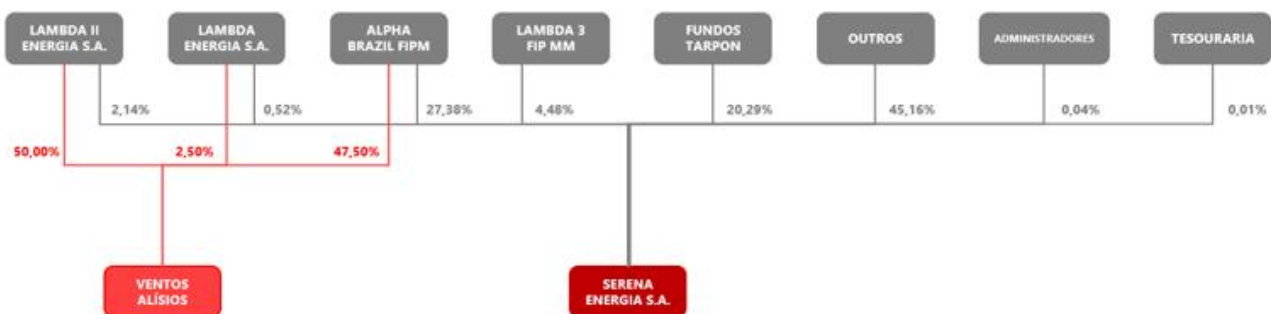 LAMBDA II
ENERGIA S.A.
LAMBDA
ENERGIA S.A.
ALPHA
BRAZIL FIPM
LAMBDA 3
FIP MM
FUNDOS
TARPON
OUTROS
ADMINISTRADORES
TESOURARIA
2,14%
0,52%
27,38%
4,48%
20,29%
45,16%
0,04%
0,01%
50,00%
2,50%
47,50%
VENTOS
ALÍSIOS
SERENA
ENERGIA S.A.